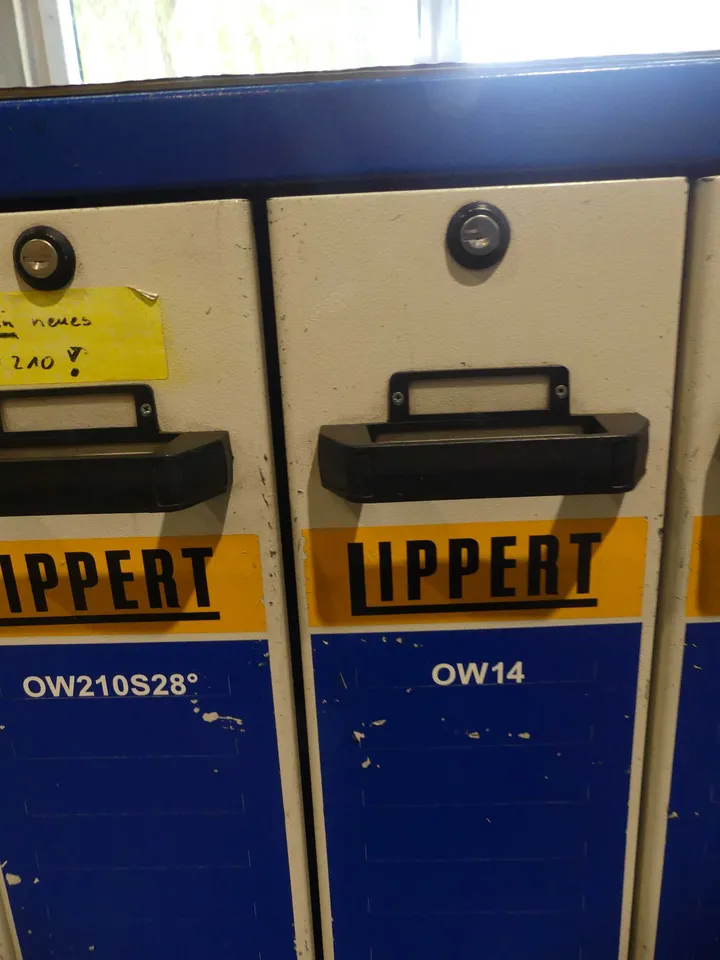 neues
210 !
IPPERT
LIPPERT
OW210S28°
OW14